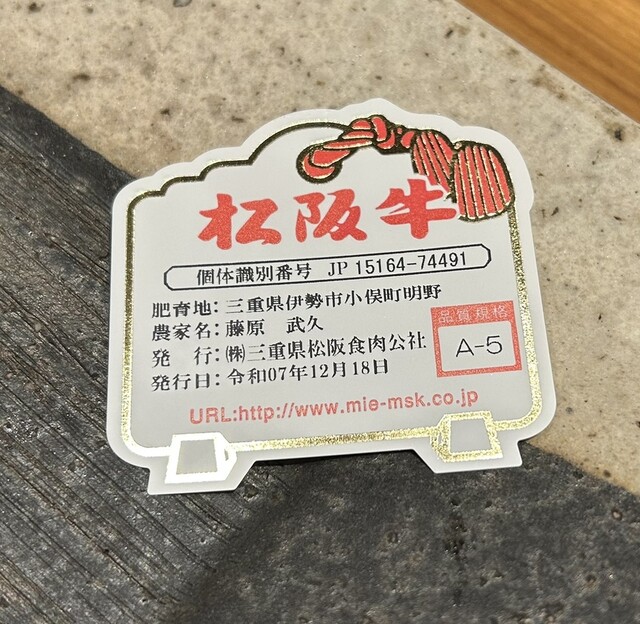 松阪牛
個体識別番号 JP 15164-74491
肥育地：三重県伊勢市小俣町明野
農家名：藤原 武久
発 行：㈱三重県松阪食肉公社
発行日：令和07年12月18日
品質規格
A-5
URL:http://www.mie-msk.co.jp